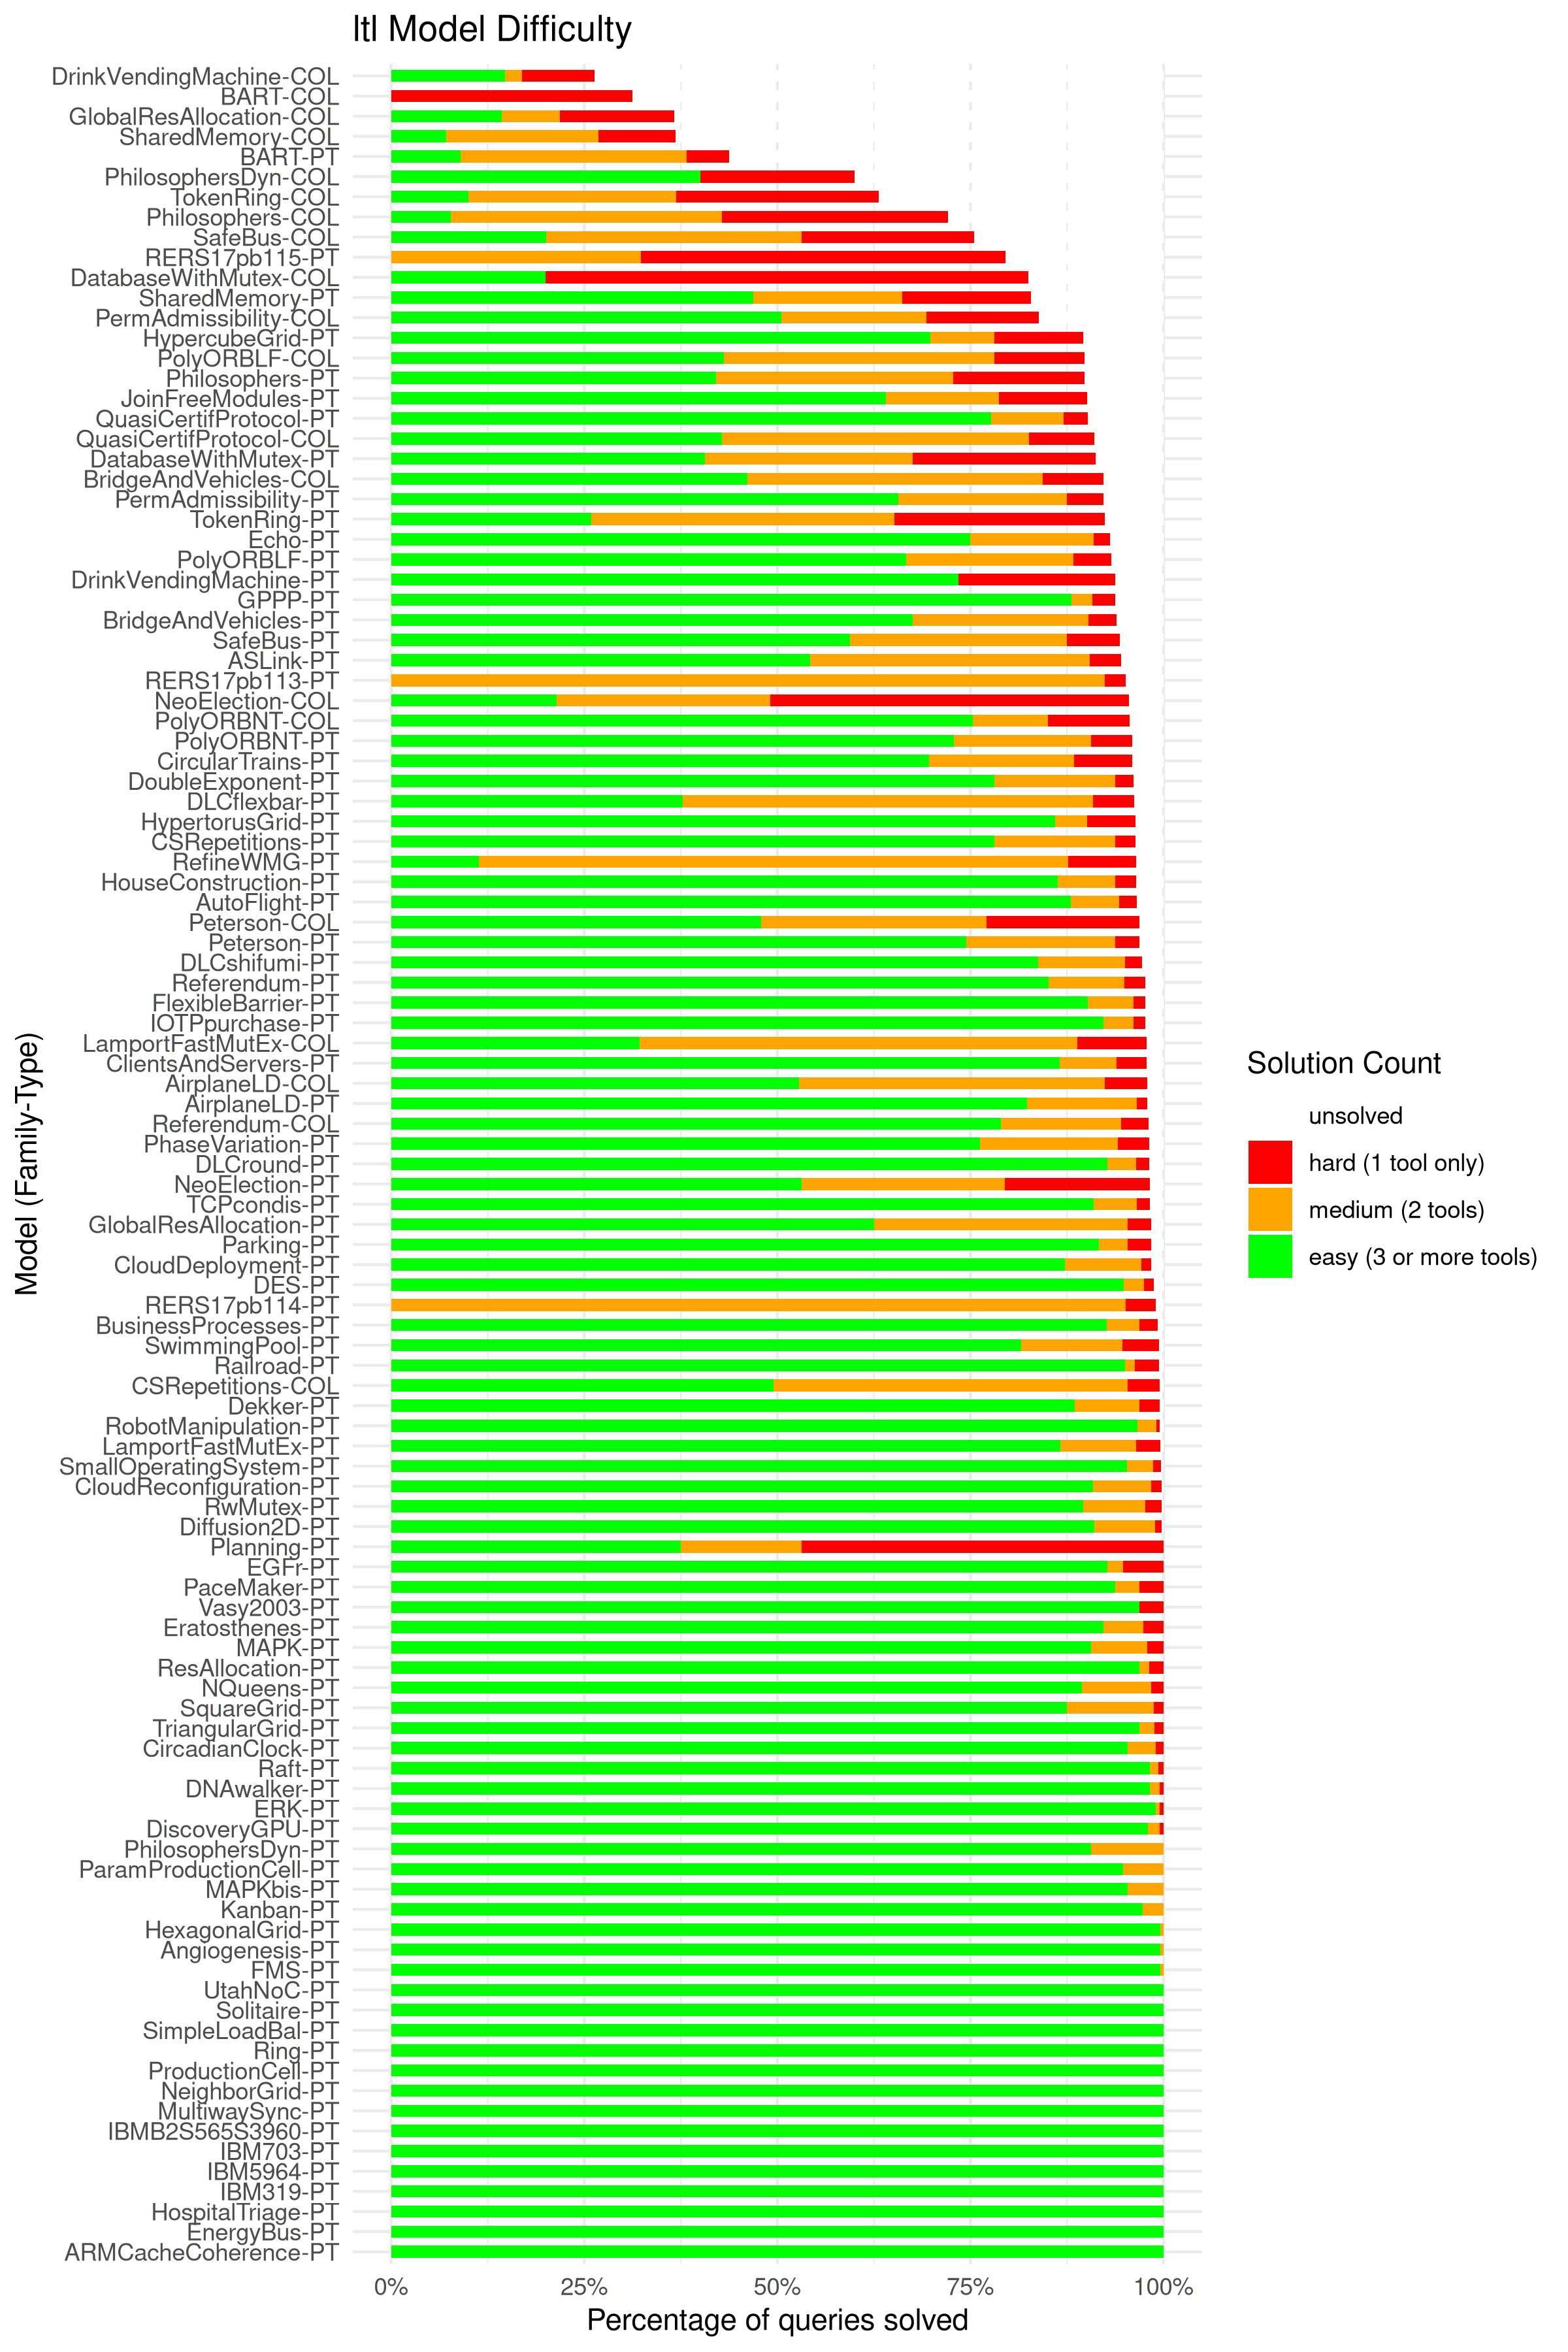 ltl Model Difficulty
DrinkVendingMachine-COL
BART-COL
GlobalResAllocation-COL
SharedMemory-COL
BART-PT
PhilosophersDyn-COL
TokenRing-COL
Philosophers-COL
SafeBus-COL
RERS17pb115-PT
DatabaseWithMutex-COL
SharedMemory-PT
PermAdmissibility-COL
HypercubeGrid-PT
PolyORBLF-COL
Philosophers-PT
JoinFreeModules-PT
QuasiCertifProtocol-PT
QuasiCertifProtocol-COL
DatabaseWithMutex-PT
BridgeAndVehicles-COL
PermAdmissibility-PT
TokenRing-PT
Echo-PT
PolyORBLF-PT
DrinkVendingMachine-PT
GPPP-PT
BridgeAndVehicles-PT
SafeBus-PT
ASLink-PT
RERS17pb113-PT
NeoElection-COL
PolyORBNT-COL
PolyORBNT-PT
CircularTrains-PT
DoubleExponent-PT
DLCflexbar-PT
HypertorusGrid-PT
CSRepetitions-PT
RefineWMG-PT
HouseConstruction-PT
AutoFlight-PT
Peterson-COL
Peterson-PT
DLCshifumi-PT
Referendum-PT
FlexibleBarrier-PT
IOTPpurchase-PT
LamportFastMutEx-COL
ClientsAndServers-PT
AirplaneLD-COL
AirplaneLD-PT
Referendum-COL
PhaseVariation-PT
DLCround-PT
NeoElection-PT
TCPcondis-PT
GlobalResAllocation-PT
Parking-PT
CloudDeployment-PT
DES-PT
RERS17pb114-PT
BusinessProcesses-PT
SwimmingPool-PT
Railroad-PT
CSRepetitions-COL
Dekker-PT
RobotManipulation-PT
LamportFastMutEx-PT
SmallOperatingSystem-PT
CloudReconfiguration-PT
RwMutex-PT
Diffusion2D-PT
Planning-PT
EGFr-PT
PaceMaker-PT
Vasy2003-PT
Eratosthenes-PT
MAPK-PT
ResAllocation-PT
NQueens-PT
SquareGrid-PT
TriangularGrid-PT
CircadianClock-PT
Raft-PT
DNAwalker-PT
ERK-PT
DiscoveryGPU-PT
PhilosophersDyn-PT
ParamProductionCell-PT
MAPKbis-PT
Kanban-PT
HexagonalGrid-PT
Angiogenesis-PT
FMS-PT
UtahNoC-PT
Solitaire-PT
SimpleLoadBal-PT
Ring-PT
ProductionCell-PT
NeighborGrid-PT
MultiwaySync-PT
IBMB2S565S3960-PT
IBM703-PT
IBM5964-PT
IBM319-PT
HospitalTriage-PT
EnergyBus-PT
ARMCacheCoherence-PT
0% 25% 50% 75% 100%
Percentage of queries solved
Model (Family-Type)
Solution Count
unsolved
hard (1 tool only)
medium (2 tools)
easy (3 or more tools)